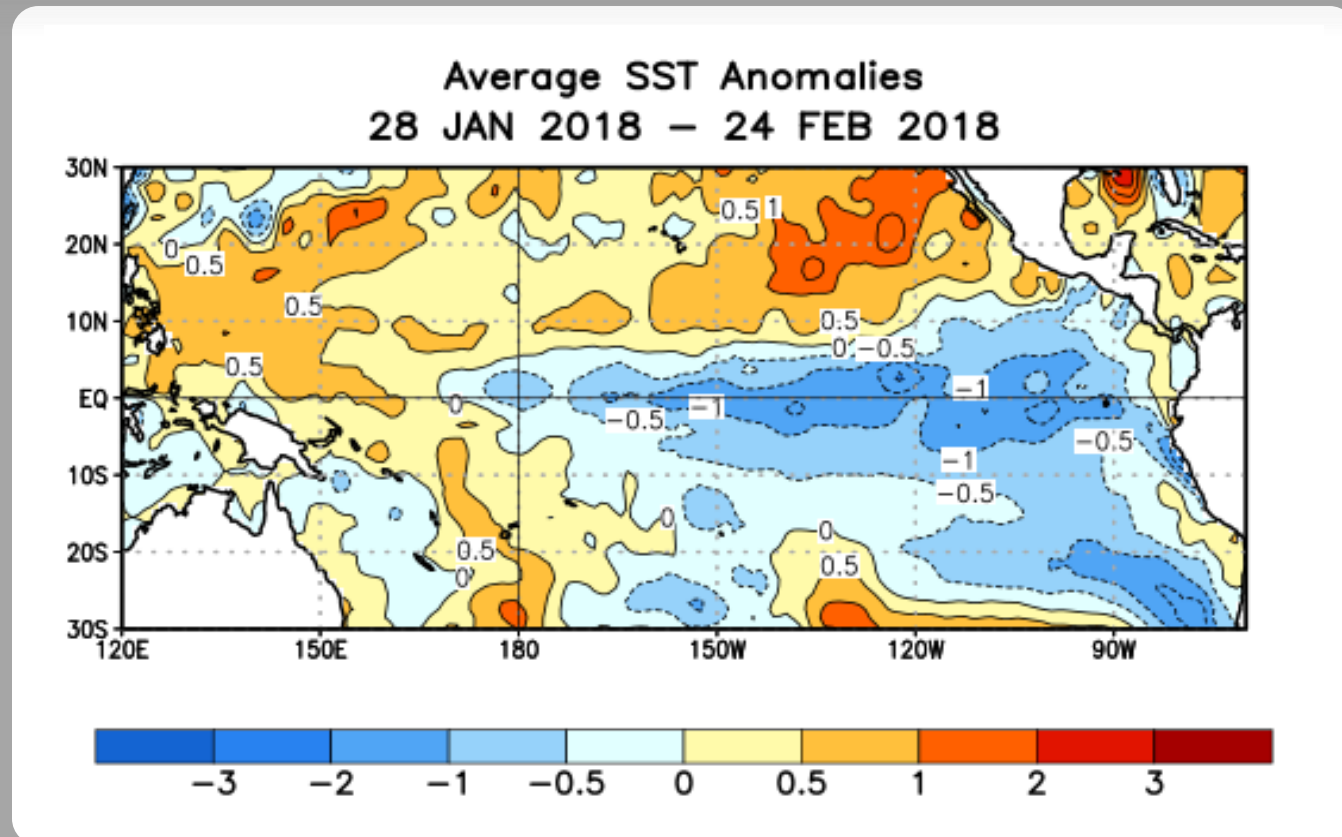 Average SST Anomalies
28 JAN 2018 – 24 FEB 2018
30N
20N
10N
EQ
10S
20S
30S
0.5 1
0
0.5
0.5
0.5
0.5
0 −0.5
−1
0
−0.5
−1
−0.5
−1
−0.5
0
0
0.5
0.5
0
120E 150E 180 150W 120W 90W
−3 −2 −1 −0.5 0 0.5 1 2 3